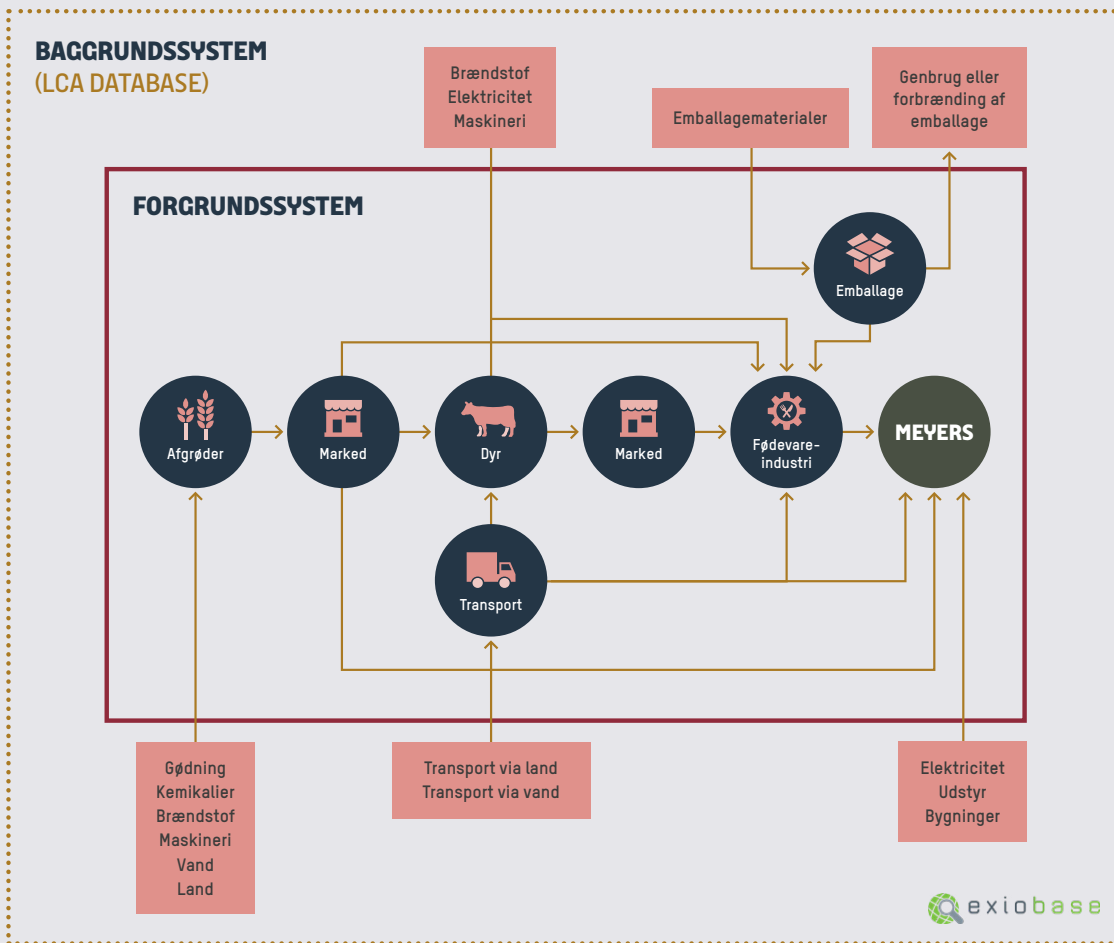 BAGGRUNDSSYSTEM
(LCA DATABASE)
Brændstof
Elektricitet
Maskineri
Emballagematerialer
Genbrug eller
forbrænding af
emballage
FORGRUNDSSYSTEM
Emballage
Afgrøder
Marked
Dyr
Marked
Fødevare-
industri
MEYERS
Transport
Gødning
Kemikalier
Brændstof
Maskineri
Vand
Land
Transport via land
Transport via vand
Elektricitet
Udstyr
Bygninger
exiobase